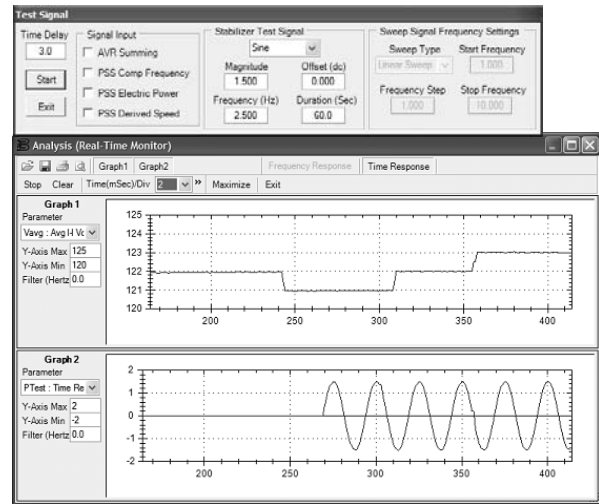 Test Signal
Time Delay
3.0
Start
Exit
Signal Input
AVR Summing
PSS Comp Frequency
PSS Electric Power
PSS Derived Speed
Stabilizer Test Signal
Sine
Magnitude Offset (dc)
1.500 0.000
Frequency (Hz) Duration (Sec)
2.500 60.0
Sweep Signal Frequency Settings
Sweep Type Start Frequency
Linear Sweep 1.000
Frequency Step Stop Frequency
1.000 10.000
Analysis (Real-Time Monitor)
Graph1 Graph2 Frequency Response Time Response
Stop Clear Time(mSec)/Div 2 » Maximize Exit
Graph 1
Parameter
Vavg : Avg l-l Vc
Y-Axis Max 125
Y-Axis Min 120
Filter (Hertz 0.0
125
124
123
122
121
120
200 250 300 350 400
Graph 2
Parameter
PTest : Time Re
Y-Axis Max 2
Y-Axis Min -2
Filter (Hertz 0.0
2
1
0
-1
-2
200 250 300 350 400